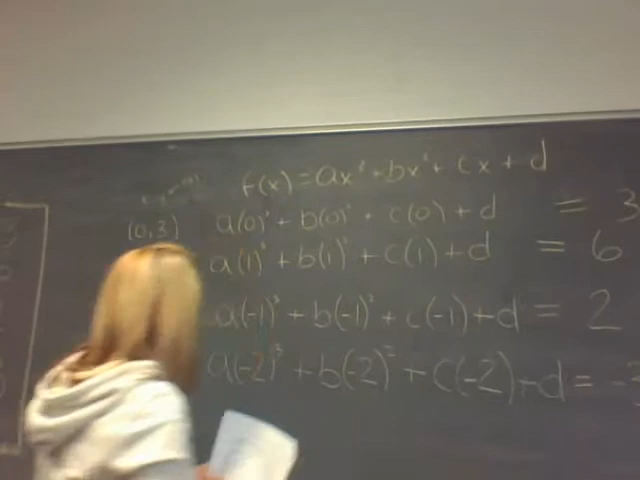 f(x) = ax³ + bx² + cx + d
(0,3) a(0)³ + b(0)² + c(0) + d = 3
a(1)³ + b(1)² + c(1) + d = 6
a(-1)³ + b(-1)² + c(-1) + d = 2
a(-2)³ + b(-2)² + c(-2) + d = -3